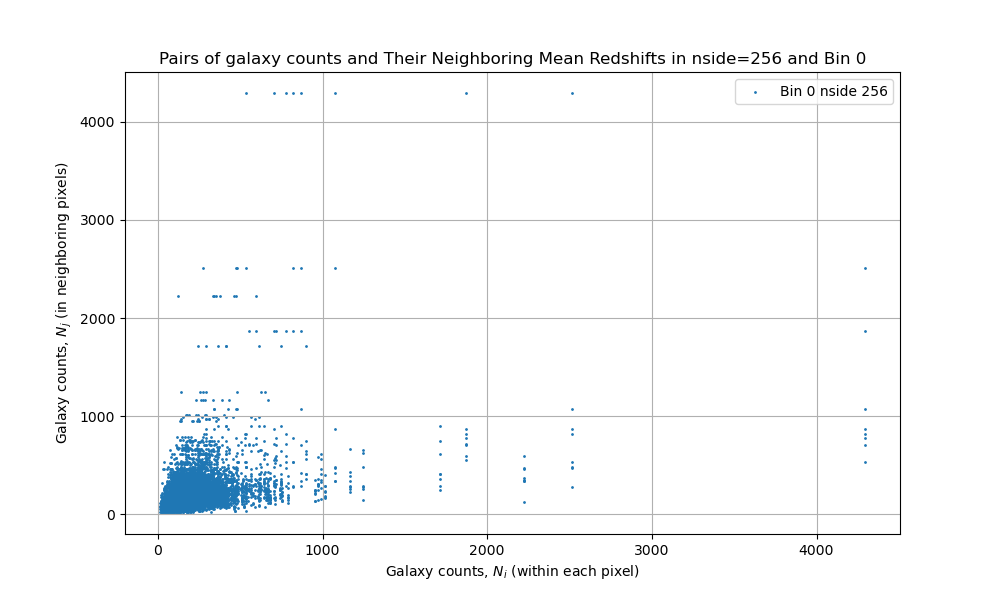 Pairs of galaxy counts and Their Neighboring Mean Redshifts in nside=256 and Bin 0
Bin 0 nside 256
4000
3000
2000
1000
0
Galaxy counts, N_j (in neighboring pixels)
0 1000 2000 3000 4000
Galaxy counts, N_i (within each pixel)